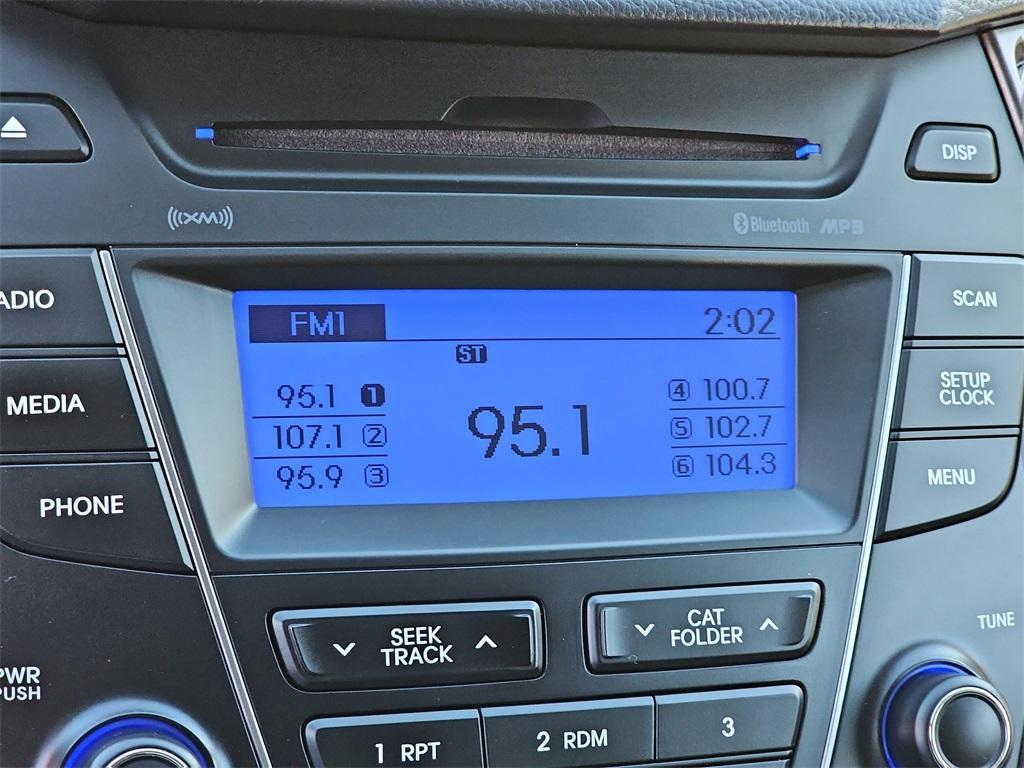 DISP
((XM))
Bluetooth MP3
ADIO
SCAN
FM1 2:02
ST
95.1 1
107.1 2
95.9 3
95.1
4 100.7
5 102.7
6 104.3
MEDIA
SETUP
CLOCK
PHONE
MENU
SEEK
TRACK
CAT
FOLDER
TUNE
PWR
PUSH
1 RPT
2 RDM
3